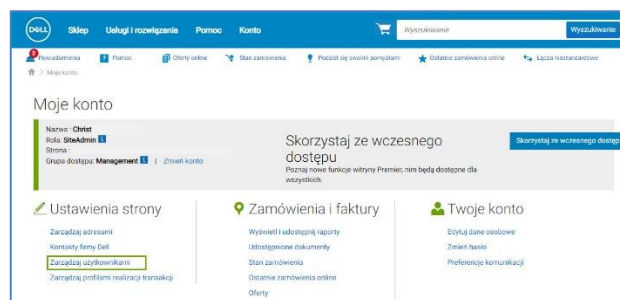 DELL Sklep Usługi i rozwiązania Pomoc Konto Wyszukiwanie Wyszukiwanie
Powiadomienia Pomoc Oferty online Stan zamówienia Podziel się swoimi pomysłami Ostatnie zamówienia online Łącza niestandardowe
Moje konto
Moje konto
Nazwa : Christ
Rola: SiteAdmin
Strona :
Grupa dostępu: Management | Zmień konto
Skorzystaj ze wczesnego
dostępu
Poznaj nowe funkcje witryny Premier, nim będą dostępne dla
wszystkich.
Skorzystaj ze wczesnego dostęp
Ustawienia strony
Zarządzaj adresami
Kontakty firmy Dell
Zarządzaj użytkownikami
Zarządzaj profilami realizacji transakcji
Zamówienia i faktury
Wyświetl i udostępnij raporty
Udostępnione dokumenty
Stan zamówienia
Ostatnie zamówienia online
Oferty
Twoje konto
Edytuj dane osobowe
Zmień hasło
Preferencje komunikacji